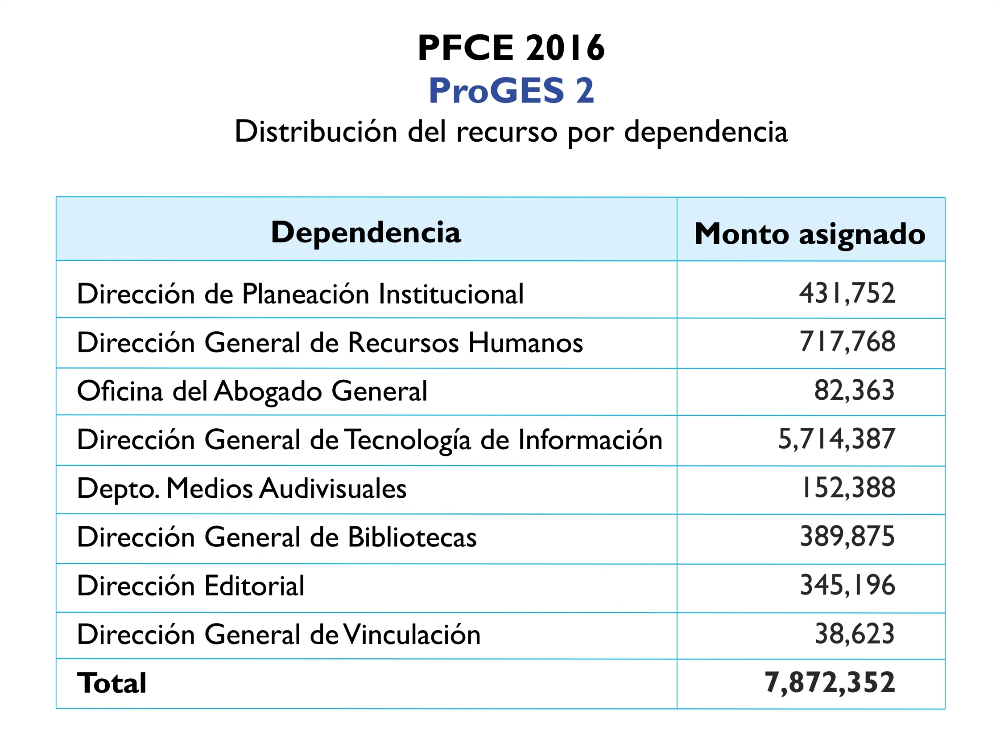 PFCE 2016
ProGES 2
Distribución del recurso por dependencia
Dependencia Monto asignado
Dirección de Planeación Institucional 431,752
Dirección General de Recursos Humanos 717,768
Oficina del Abogado General 82,363
Dirección General de Tecnología de Información 5,714,387
Depto. Medios Audivisuales 152,388
Dirección General de Bibliotecas 389,875
Dirección Editorial 345,196
Dirección General de Vinculación 38,623
Total 7,872,352